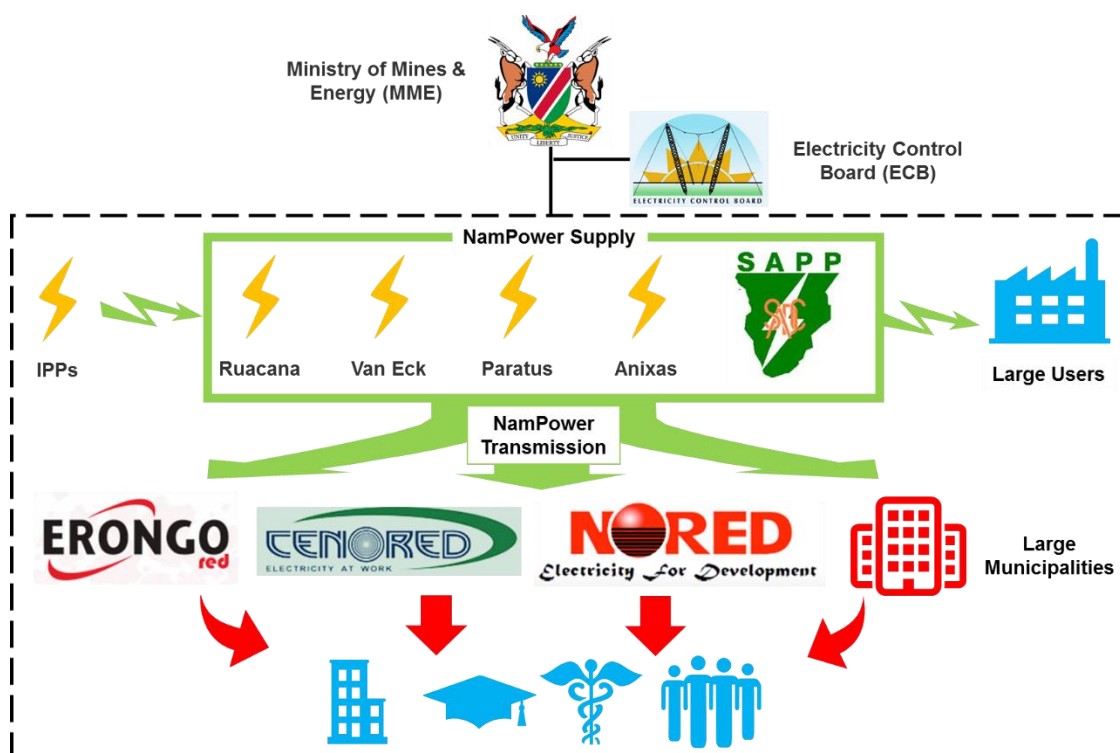 Ministry of Mines &
Energy (MME)
UNITY LIBERTY JUSTICE
Electricity Control
Board (ECB)
ELECTRICITY CONTROL BOARD
NamPower Supply
SAPP
IPPs
Ruacana
Van Eck
Paratus
Anixas
Large Users
NamPower
Transmission
ERONGO
red
CENORED
ELECTRICITY AT WORK
NORED
Electricity For Development
Large
Municipalities